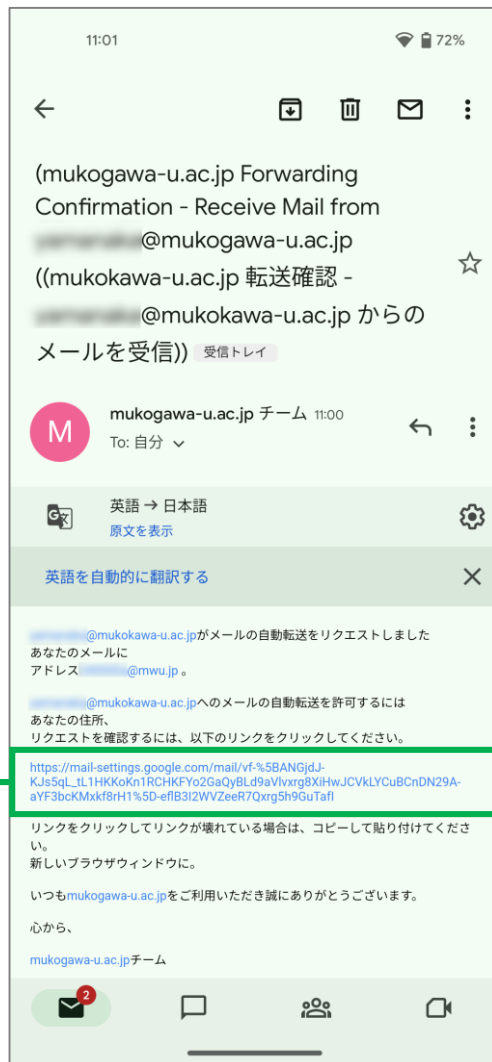 11:01
72%
(mukogawa-u.ac.jp Forwarding
Confirmation - Receive Mail from
@mukogawa-u.ac.jp
((mukokawa-u.ac.jp 転送確認 -
@mukokawa-u.ac.jp からの
メールを受信)) 受信トレイ
M
mukogawa-u.ac.jp チーム 11:00
To: 自分
英語 → 日本語
原文を表示
英語を自動的に翻訳する
@mukokawa-u.ac.jpがメールの自動転送をリクエストしました
あなたのメールに
アドレス @mwu.jp 。
@mukokawa-u.ac.jpへのメールの自動転送を許可するには
あなたの住所、
リクエストを確認するには、以下のリンクをクリックしてください。
https://mail-settings.google.com/mail/vf-%5BANGjdJ-
KJs5qL_tL1HKKoKn1RCHKFYo2GaQyBLd9aVlvxrg8XiHwJCVkLYCuBCnDN29A-
aYF3bcKMxkf8rH1%5D-eflB3I2WVZeeR7Qxrg5h9GuTafI
リンクをクリックしてリンクが壊れている場合は、コピーして貼り付けてくださ
い。
新しいブラウザウィンドウに。
いつもmukogawa-u.ac.jpをご利用いただき誠にありがとうございます。
心から、
mukogawa-u.ac.jpチーム
2